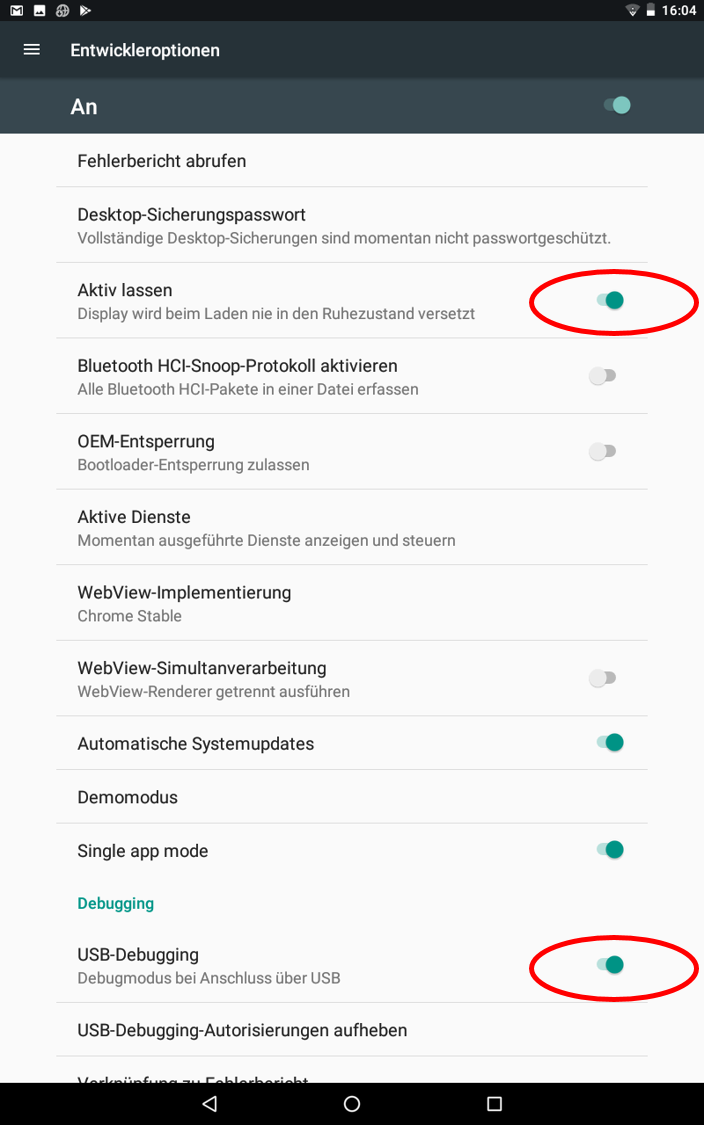 16:04
Entwickleroptionen
An
Fehlerbericht abrufen
Desktop-Sicherungspasswort
Vollständige Desktop-Sicherungen sind momentan nicht passwortgeschützt.
Aktiv lassen
Display wird beim Laden nie in den Ruhezustand versetzt
Bluetooth HCI-Snoop-Protokoll aktivieren
Alle Bluetooth HCI-Pakete in einer Datei erfassen
OEM-Entsperrung
Bootloader-Entsperrung zulassen
Aktive Dienste
Momentan ausgeführte Dienste anzeigen und steuern
WebView-Implementierung
Chrome Stable
WebView-Simultanverarbeitung
WebView-Renderer getrennt ausführen
Automatische Systemupdates
Demomodus
Single app mode
Debugging
USB-Debugging
Debugmodus bei Anschluss über USB
USB-Debugging-Autorisierungen aufheben
Verknüpfung zu Fehlerbericht